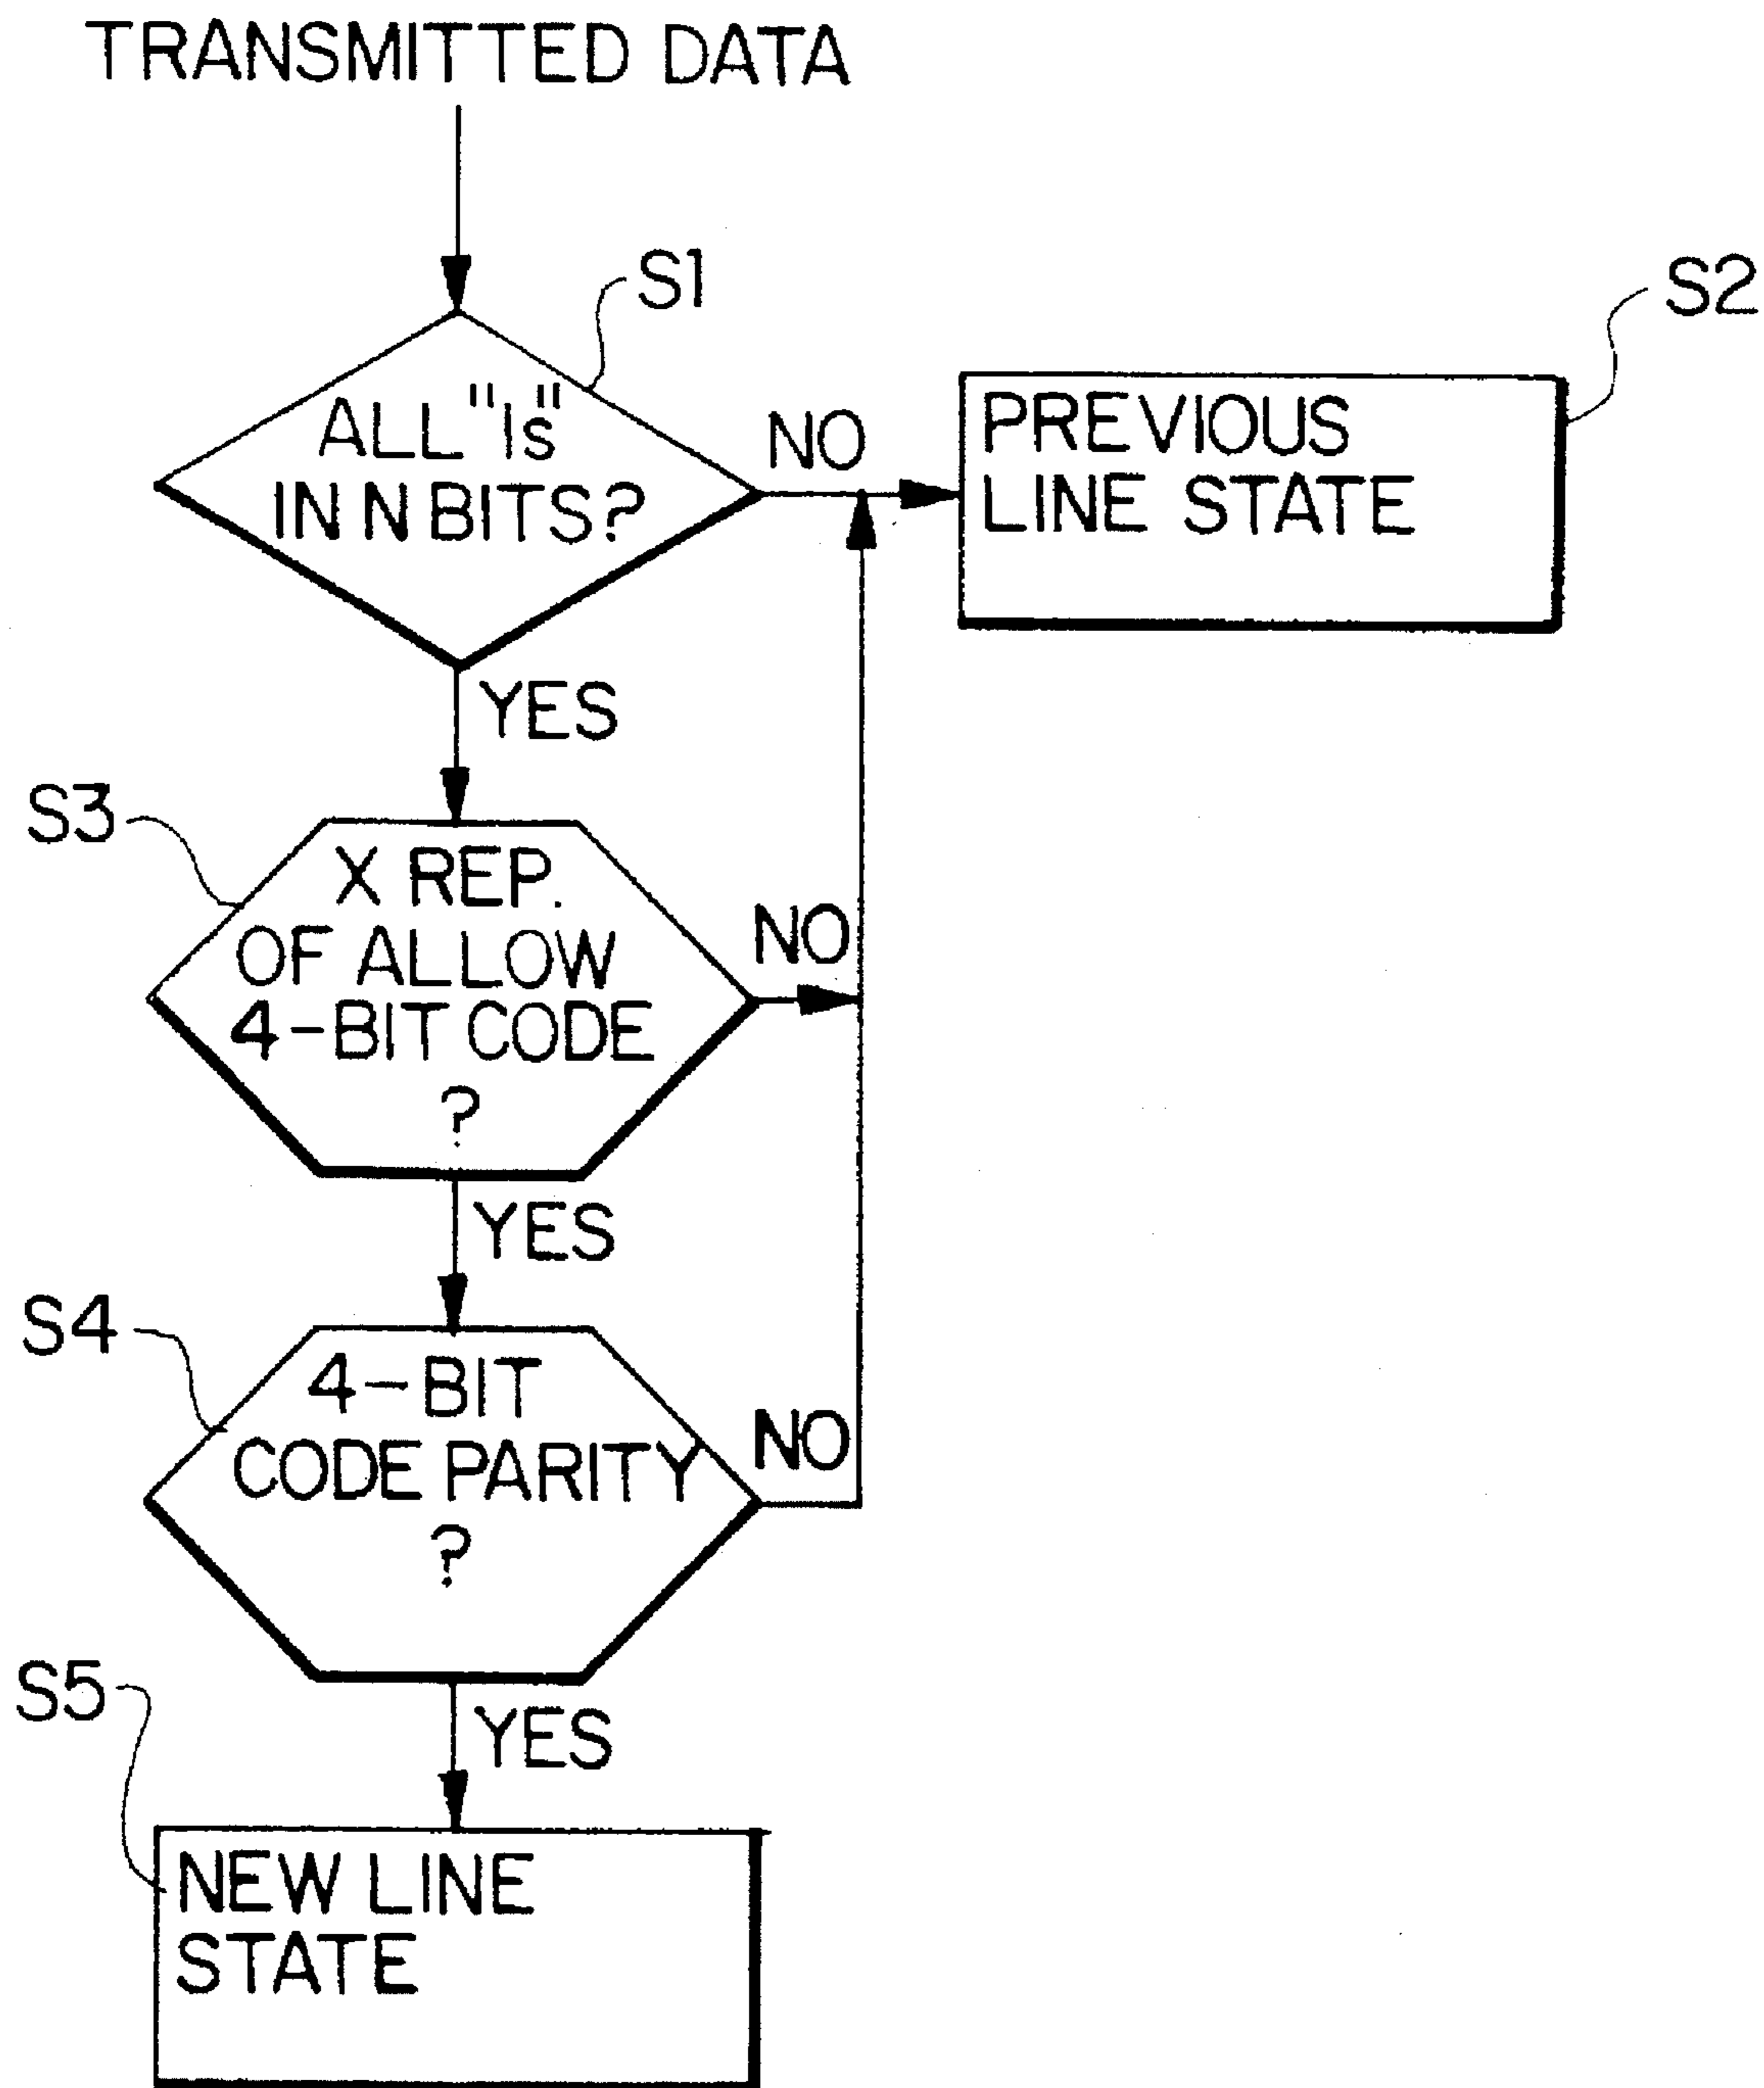 TRANSMITTED DATA
S1
S2
ALL "1s"
IN N BITS?
NO
PREVIOUS
LINE STATE
YES
S3
X REP.
OF ALLOW
4-BIT CODE
?
NO
YES
S4
4-BIT
CODE PARITY
?
NO
YES
S5
NEW LINE
STATE